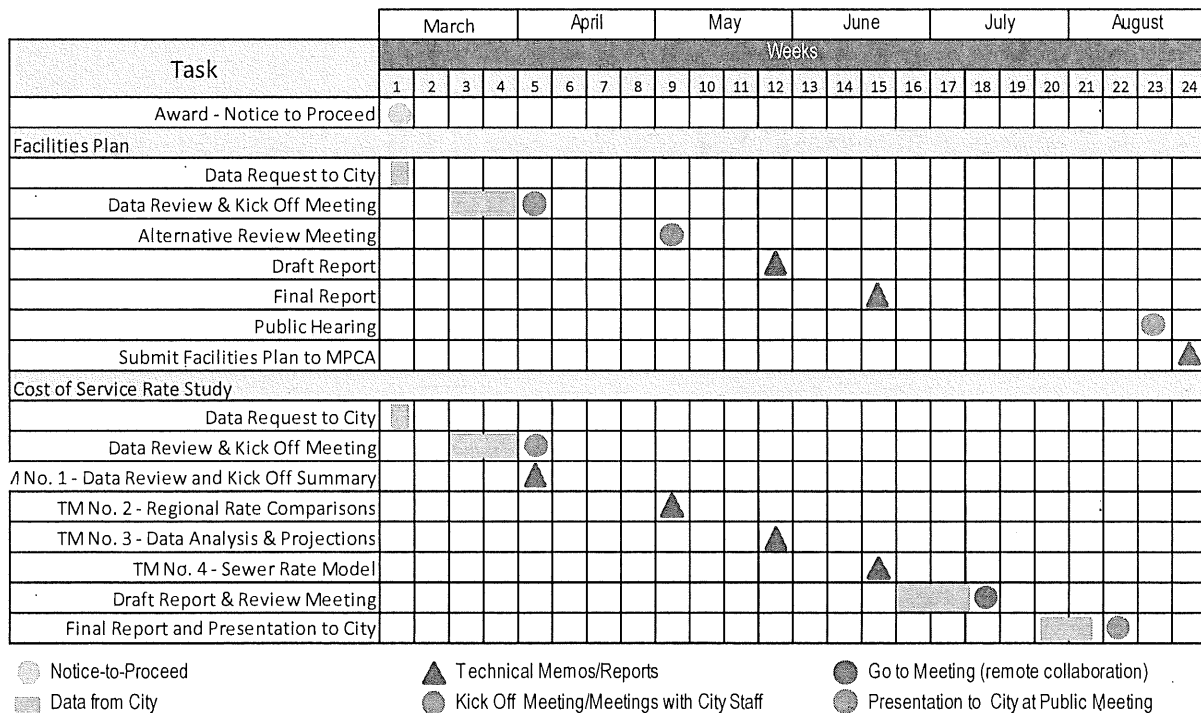 March April May June July August
Weeks
Task
1 2 3 4 5 6 7 8 9 10 11 12 13 14 15 16 17 18 19 20 21 22 23 24
Award - Notice to Proceed
Facilities Plan
Data Request to City
Data Review & Kick Off Meeting
Alternative Review Meeting
Draft Report
Final Report
Public Hearing
Submit Facilities Plan to MPCA
Cost of Service Rate Study
Data Request to City
Data Review & Kick Off Meeting
M No. 1 - Data Review and Kick Off Summary
TM No. 2 - Regional Rate Comparisons
TM No. 3 - Data Analysis & Projections
TM No. 4 - Sewer Rate Model
Draft Report & Review Meeting
Final Report and Presentation to City
Notice-to-Proceed Technical Memos/Reports Go to Meeting (remote collaboration)
Data from City Kick Off Meeting/Meetings with City Staff Presentation to City at Public Meeting